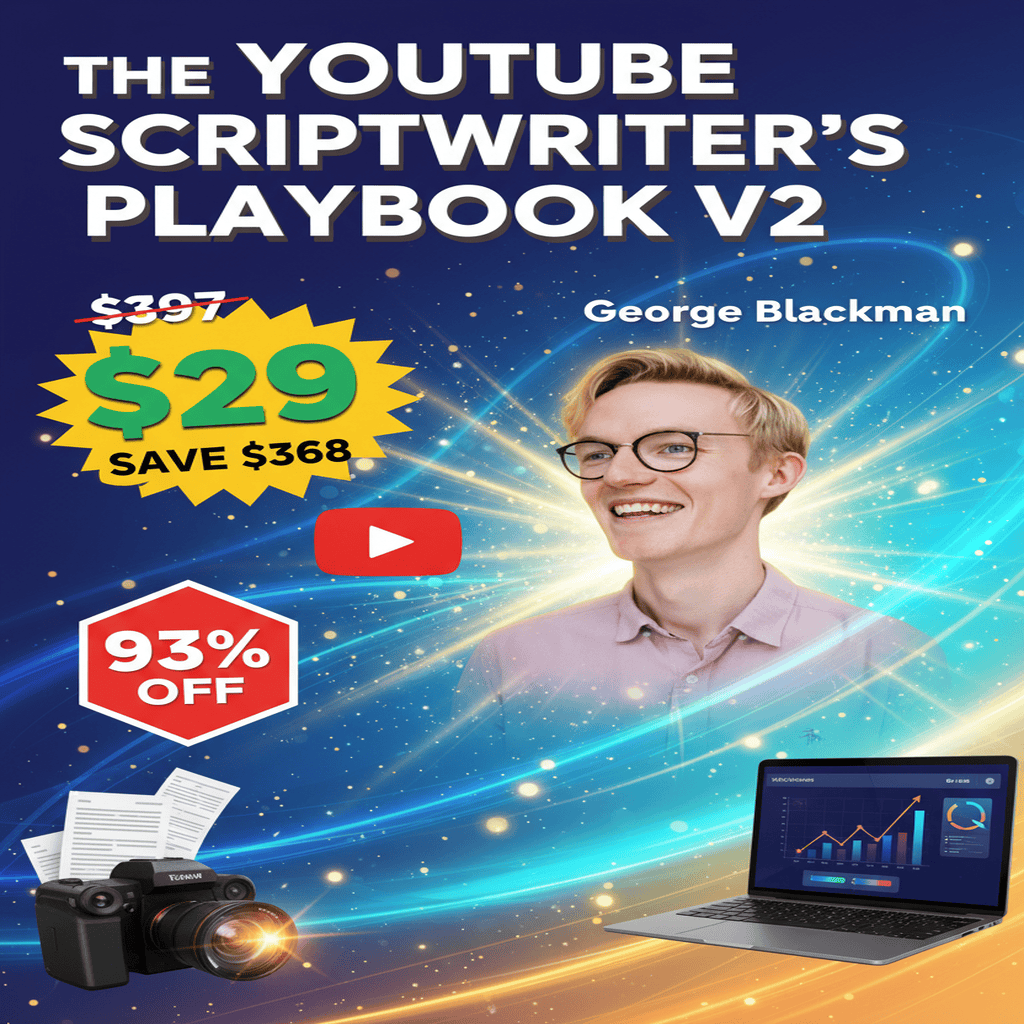 THE YOUTUBE
SCRIPTWRITER'S
PLAYBOOK V2
$397
$29
SAVE $368
George Blackman
93%
OFF